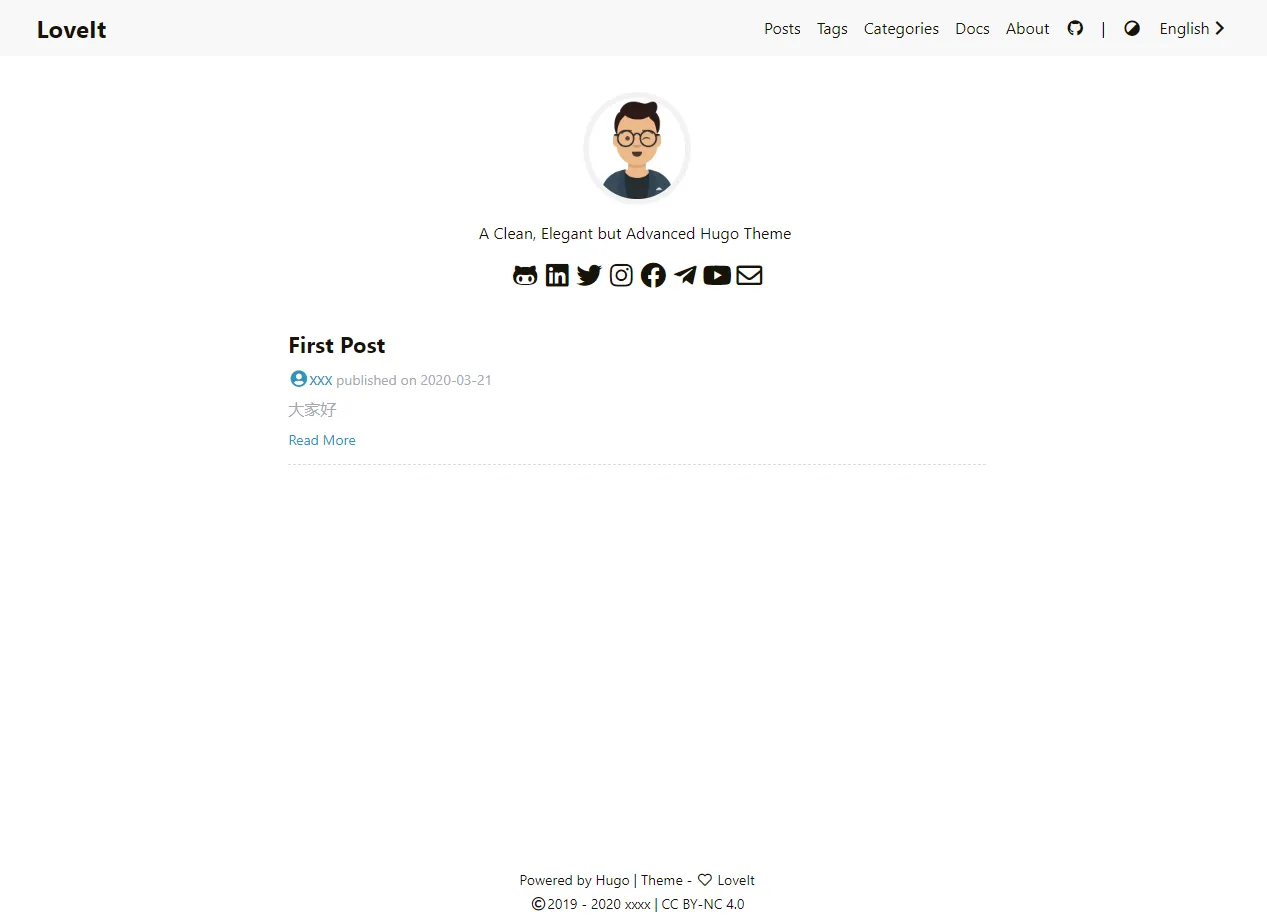 LoveIt
Posts Tags Categories Docs About | English
A Clean, Elegant but Advanced Hugo Theme
First Post
xxx published on 2020-03-21
大家好
Read More
Powered by Hugo | Theme - LoveIt
©2019 - 2020 xxxx | CC BY-NC 4.0